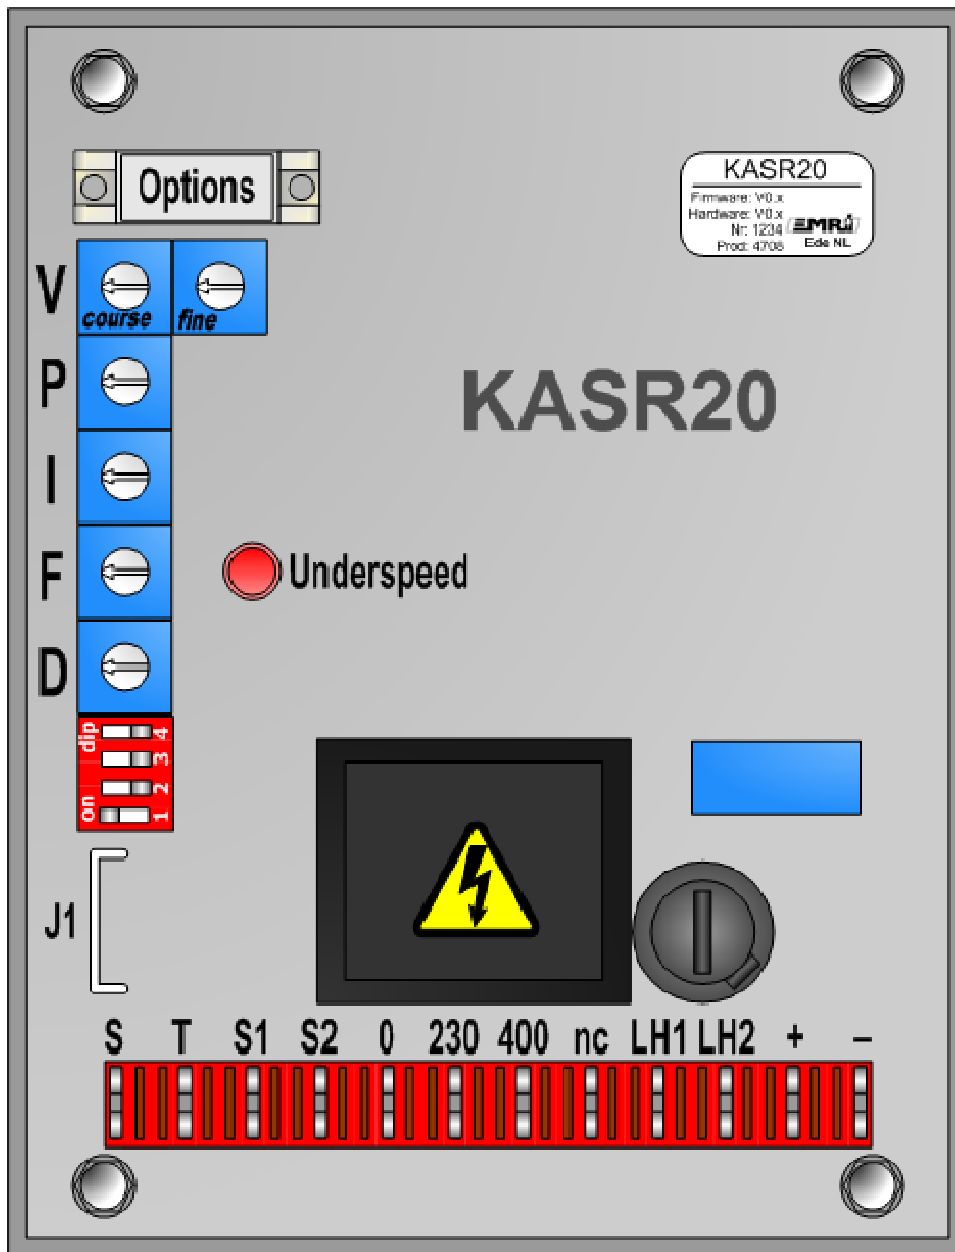 Options
KASR20
Firmware: V0.x
Hardware: V0.x
Nr: 1234
Prod: 4708
EMRI
Ede NL
V
course
fine
P
KASR20
I
F
Underspeed
D
dip
on
4
3
2
1
J1
S T S1 S2 0 230 400 nc LH1 LH2 + –